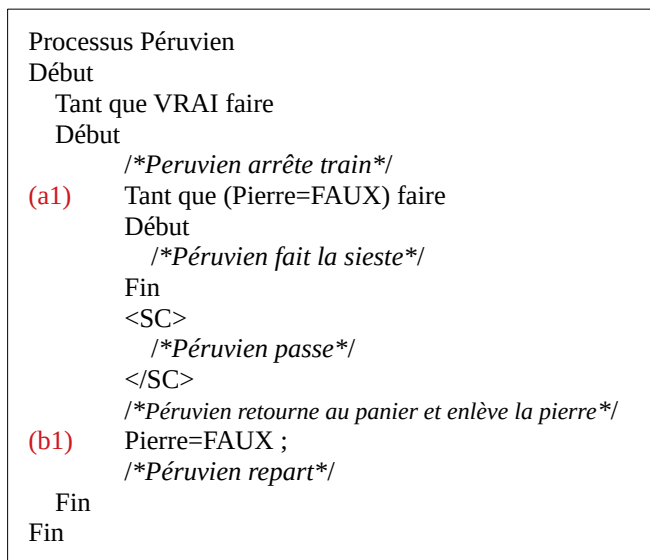 Processus Péruvien
Début
Tant que VRAI faire
Début
/*Peruvien arrête train*/
(a1) Tant que (Pierre=FAUX) faire
Début
/*Péruvien fait la sieste*/
Fin
<SC>
/*Péruvien passe*/
</SC>
/*Péruvien retourne au panier et enlève la pierre*/
(b1) Pierre=FAUX ;
/*Péruvien repart*/
Fin
Fin